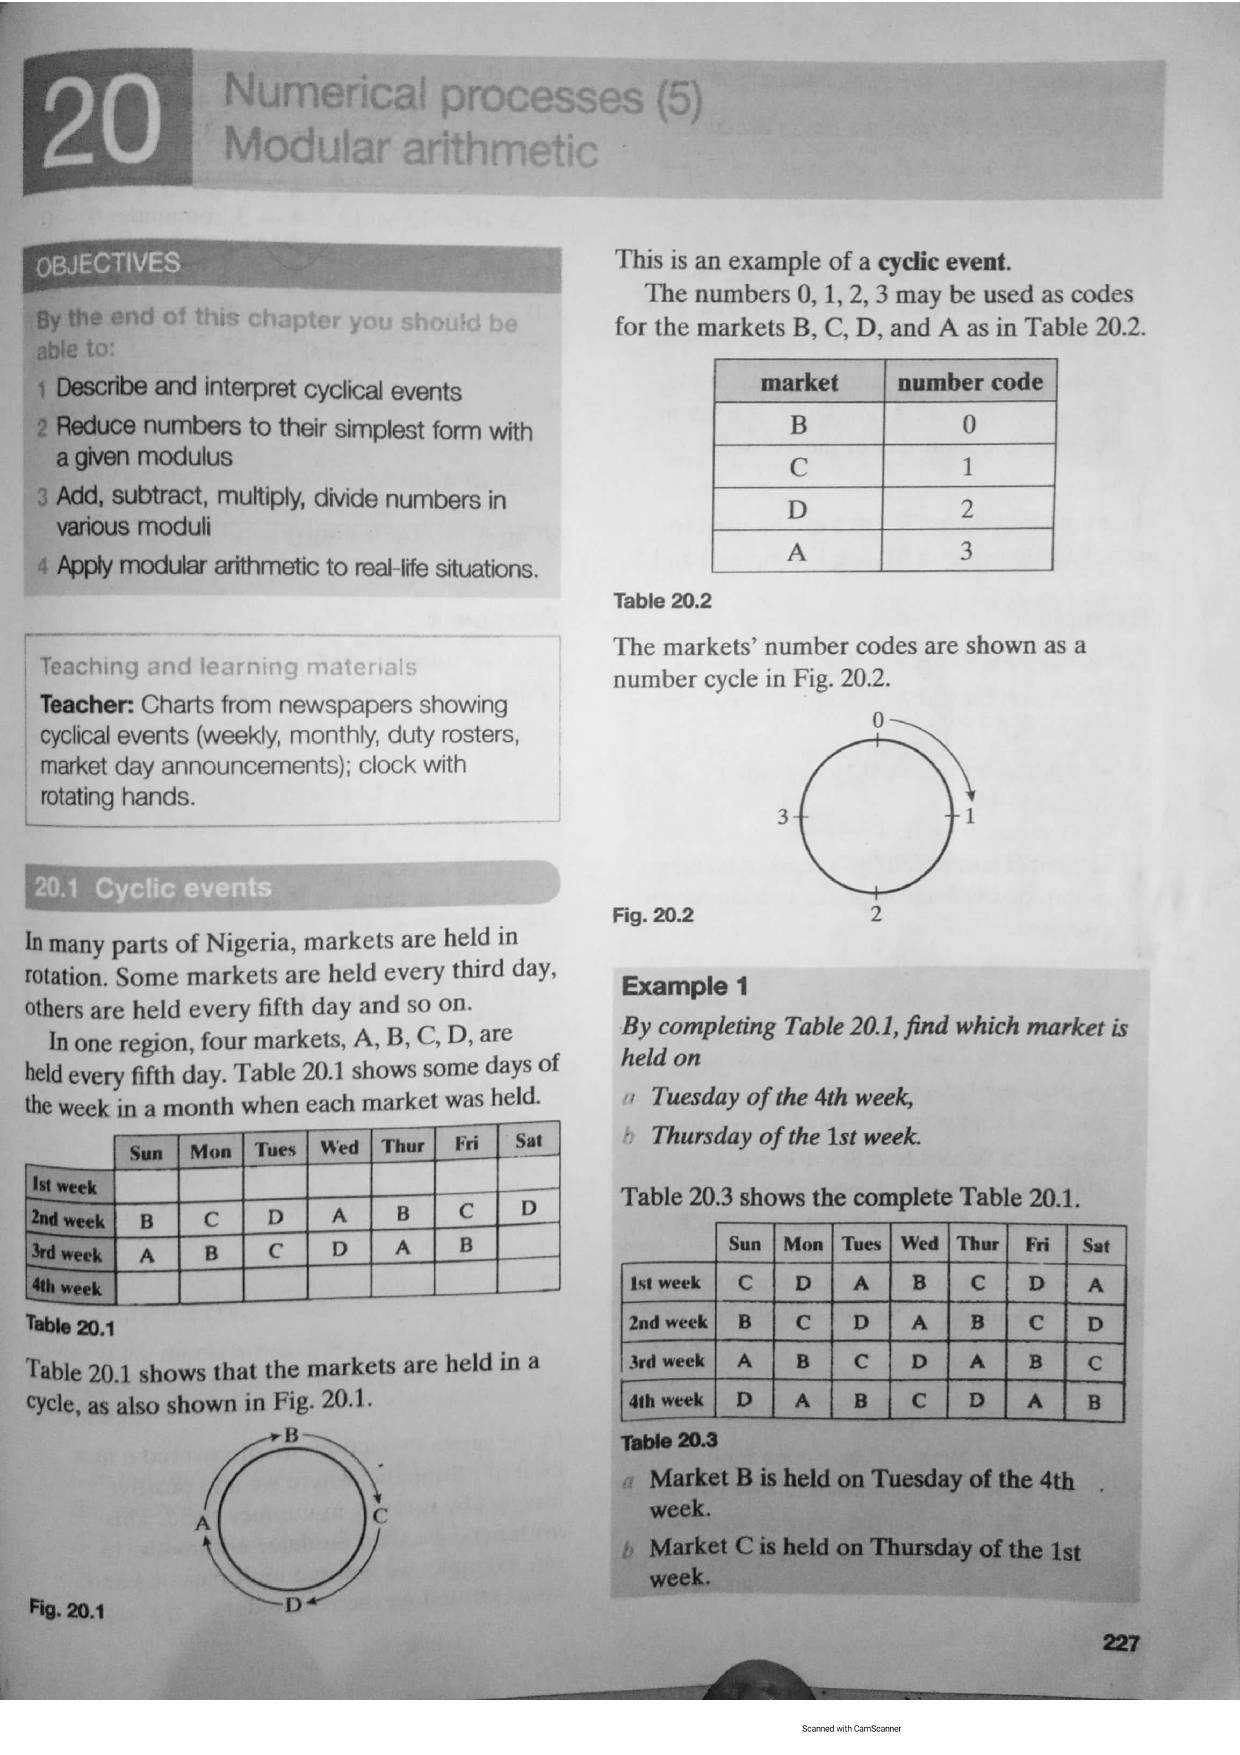 20
Numerical processes (5)
Modular arithmetic
OBJECTIVES
By the end of this chapter you should be
able to:
1 Describe and interpret cyclical events
2 Reduce numbers to their simplest form with
a given modulus
3 Add, subtract, multiply, divide numbers in
various moduli
4 Apply modular arithmetic to real-life situations.
Teaching and learning materials
Teacher: Charts from newspapers showing
cyclical events (weekly, monthly, duty rosters,
market day announcements); clock with
rotating hands.
20.1 Cyclic events
In many parts of Nigeria, markets are held in
rotation. Some markets are held every third day,
others are held every fifth day and so on.
In one region, four markets, A, B, C, D, are
held every fifth day. Table 20.1 shows some days of
the week in a month when each market was held.
Sun Mon Tues Wed Thur Fri Sat
1st week
2nd week B C D A B C D
3rd week A B C D A B
4th week
Table 20.1
Table 20.1 shows that the markets are held in a
cycle, as also shown in Fig. 20.1.
B
A C
D
Fig. 20.1
This is an example of a cyclic event.
The numbers 0, 1, 2, 3 may be used as codes
for the markets B, C, D, and A as in Table 20.2.
market number code
B 0
C 1
D 2
A 3
Table 20.2
The markets' number codes are shown as a
number cycle in Fig. 20.2.
0
3 1
2
Fig. 20.2
Example 1
By completing Table 20.1, find which market is
held on
a Tuesday of the 4th week,
b Thursday of the 1st week.
Table 20.3 shows the complete Table 20.1.
Sun Mon Tues Wed Thur Fri Sat
1st week C D A B C D A
2nd week B C D A B C D
3rd week A B C D A B C
4th week D A B C D A B
Table 20.3
a Market B is held on Tuesday of the 4th
week.
b Market C is held on Thursday of the 1st
week.
227
Scanned with CamScanner